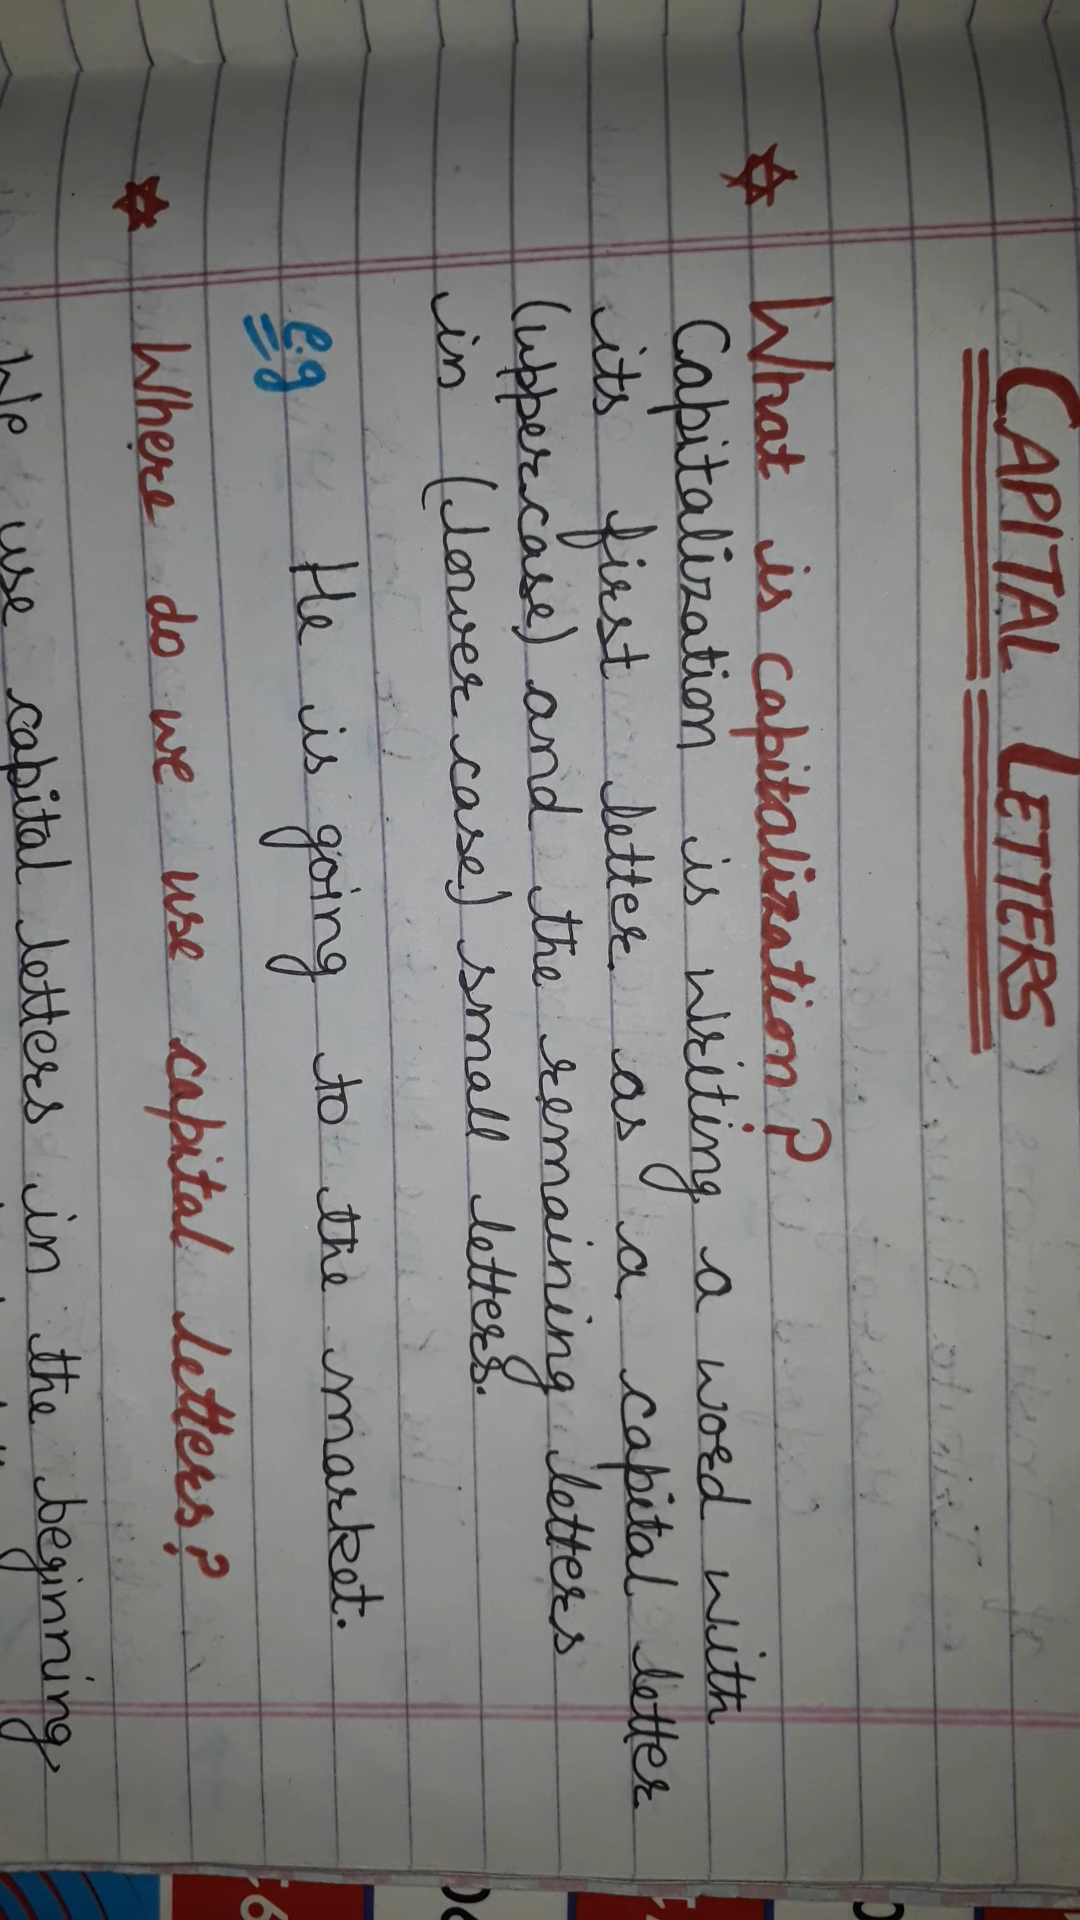 CAPITAL LETTERS
What is capitalization?
Capitalization is writing a word with
its first letter as a capital letter
(upper case) and the remaining letters
in (lower case) small letters.
e.g He is going to the market.
Where do we use capital letters?
We use capital letters in the beginning